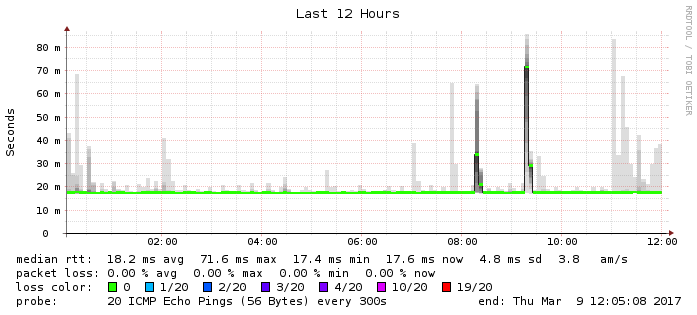 Last 12 Hours
RRDTOOL / TOBI OETIKER
Seconds
80 m
70 m
60 m
50 m
40 m
30 m
20 m
10 m
0
02:00 04:00 06:00 08:00 10:00 12:00
median rtt: 18.2 ms avg 71.6 ms max 17.4 ms min 17.6 ms now 4.8 ms sd 3.8 am/s
packet loss: 0.00 % avg 0.00 % max 0.00 % min 0.00 % now
loss color: 0 1/20 2/20 3/20 4/20 10/20 19/20
probe: 20 ICMP Echo Pings (56 Bytes) every 300s end: Thu Mar 9 12:05:08 2017